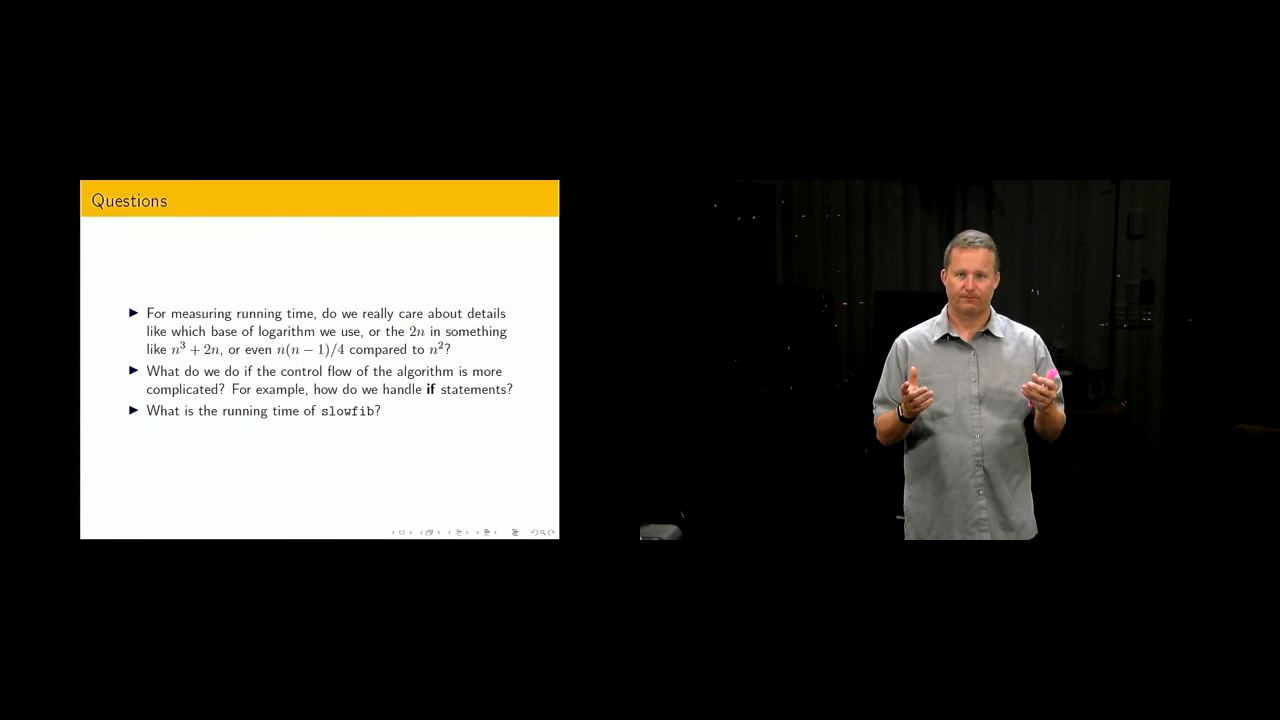 Questions
▶ For measuring running time, do we really care about details
like which base of logarithm we use, or the 2n in something
like n³ + 2n, or even n(n − 1)/4 compared to n²?
▶ What do we do if the control flow of the algorithm is more
complicated? For example, how do we handle if statements?
▶ What is the running time of slowfib?